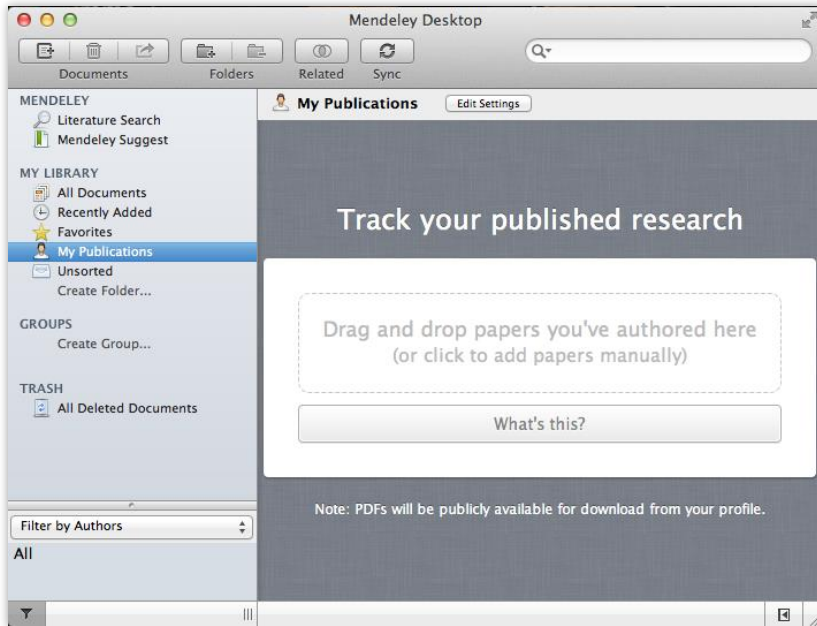 Mendeley Desktop
Documents
Folders
Related
Sync
MENDELEY
Literature Search
Mendeley Suggest
MY LIBRARY
All Documents
Recently Added
Favorites
My Publications
Unsorted
Create Folder...
GROUPS
Create Group...
TRASH
All Deleted Documents
Filter by Authors
All
My Publications
Edit Settings
Track your published research
Drag and drop papers you've authored here
(or click to add papers manually)
What's this?
Note: PDFs will be publicly available for download from your profile.